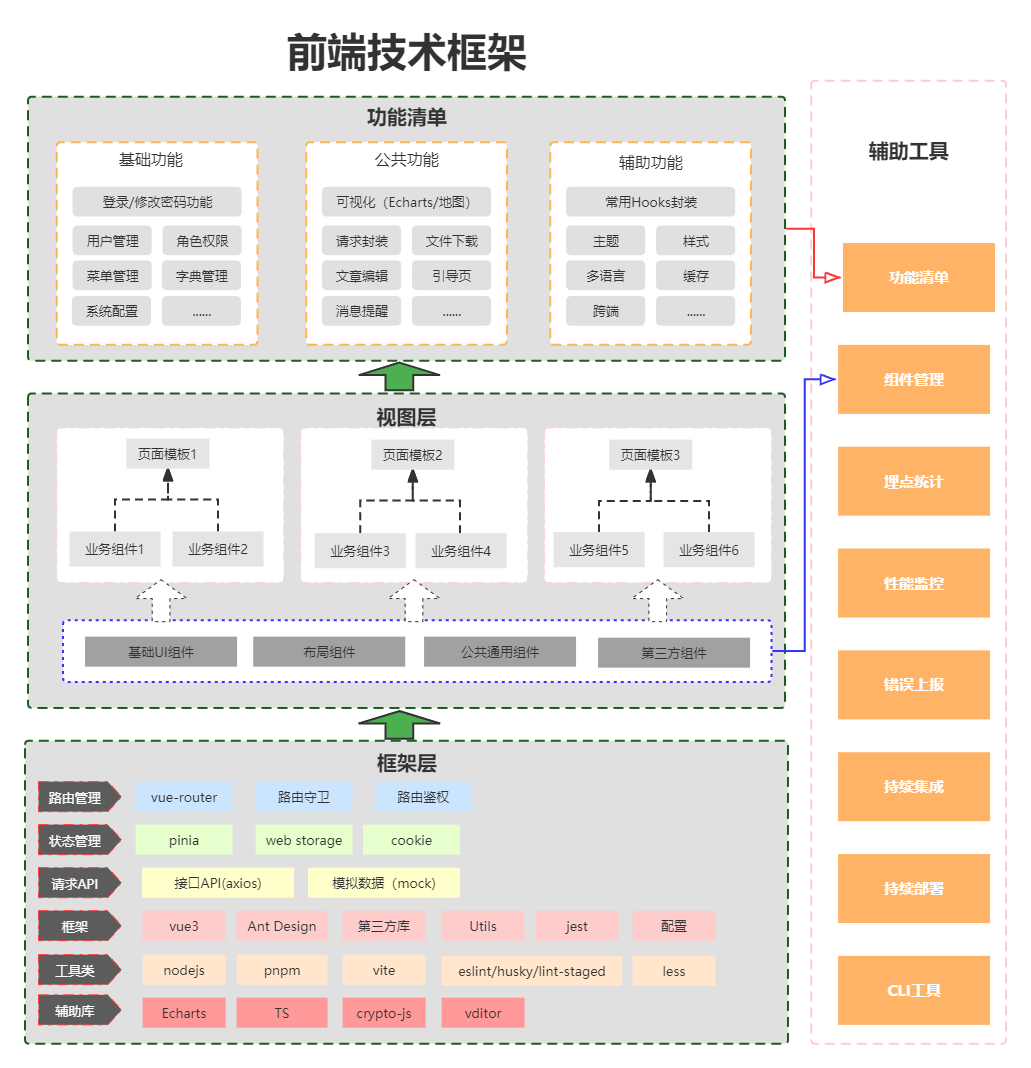 前端技术框架
功能清单
基础功能
登录/修改密码功能
用户管理
角色权限
菜单管理
字典管理
系统配置
......
公共功能
可视化（Echarts/地图）
请求封装
文件下载
文章编辑
引导页
消息提醒
......
辅助功能
常用Hooks封装
主题
样式
多语言
缓存
跨端
......
视图层
页面模板1
业务组件1
业务组件2
页面模板2
业务组件3
业务组件4
页面模板3
业务组件5
业务组件6
基础UI组件
布局组件
公共通用组件
第三方组件
框架层
路由管理
vue-router
路由守卫
路由鉴权
状态管理
pinia
web storage
cookie
请求API
接口API(axios)
模拟数据（mock)
框架
vue3
Ant Design
第三方库
Utils
jest
配置
工具类
nodejs
pnpm
vite
eslint/husky/lint-staged
less
辅助库
Echarts
TS
crypto-js
vditor
辅助工具
功能清单
组件管理
埋点统计
性能监控
错误上报
持续集成
持续部署
CLI工具